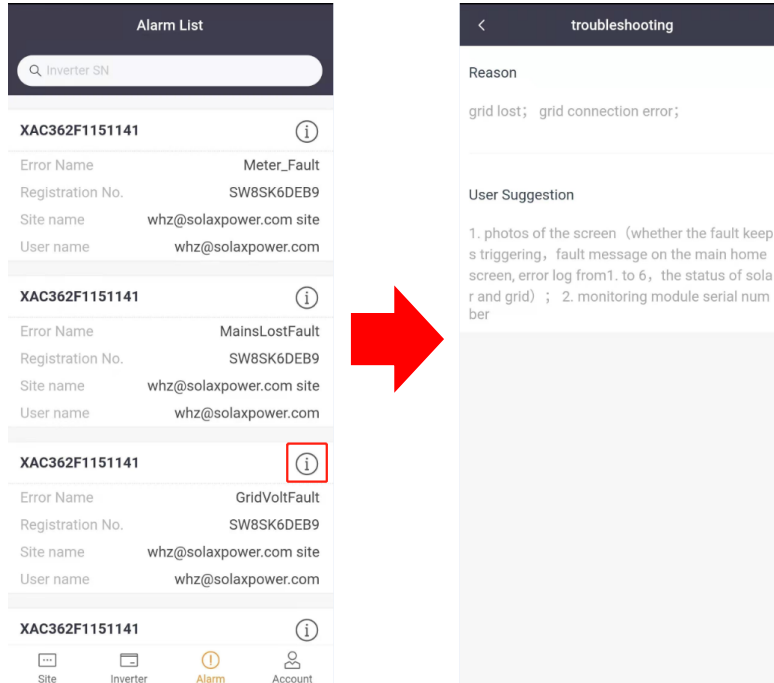 Alarm List
Inverter SN
XAC362F1151141
Error Name Meter_Fault
Registration No. SW8SK6DEB9
Site name whz@solaxpower.com site
User name whz@solaxpower.com
XAC362F1151141
Error Name MainsLostFault
Registration No. SW8SK6DEB9
Site name whz@solaxpower.com site
User name whz@solaxpower.com
XAC362F1151141
Error Name GridVoltFault
Registration No. SW8SK6DEB9
Site name whz@solaxpower.com site
User name whz@solaxpower.com
XAC362F1151141
Site Inverter Alarm Account
troubleshooting
Reason
grid lost； grid connection error；
User Suggestion
1. photos of the screen（whether the fault keep
s triggering，fault message on the main home
screen, error log from1. to 6，the status of sola
r and grid）； 2. monitoring module serial num
ber